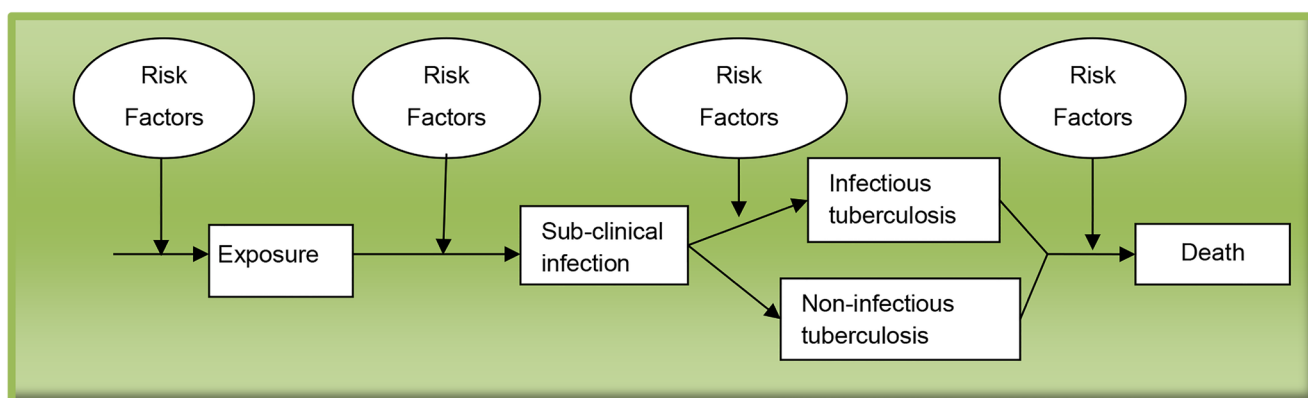 Risk
Factors
Risk
Factors
Risk
Factors
Risk
Factors
Exposure
Sub-clinical
infection
Infectious
tuberculosis
Non-infectious
tuberculosis
Death